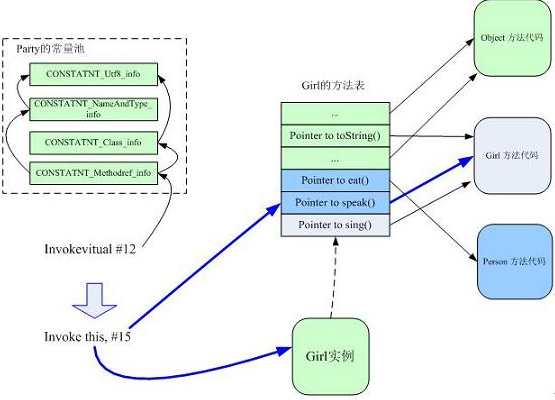 Party的常量池
CONSTATNT_Utf8_info
CONSTATNT_NameAndType_
info
CONSTATNT_Class_info
CONSTATNT_Methodref_info
Invokevitual #12
Invoke this, #15
Girl的方法表
...
Pointer to toString()
...
Pointer to eat()
Pointer to speak()
Pointer to sing()
Girl实例
Object 方法代码
Girl 方法代码
Person 方法代码